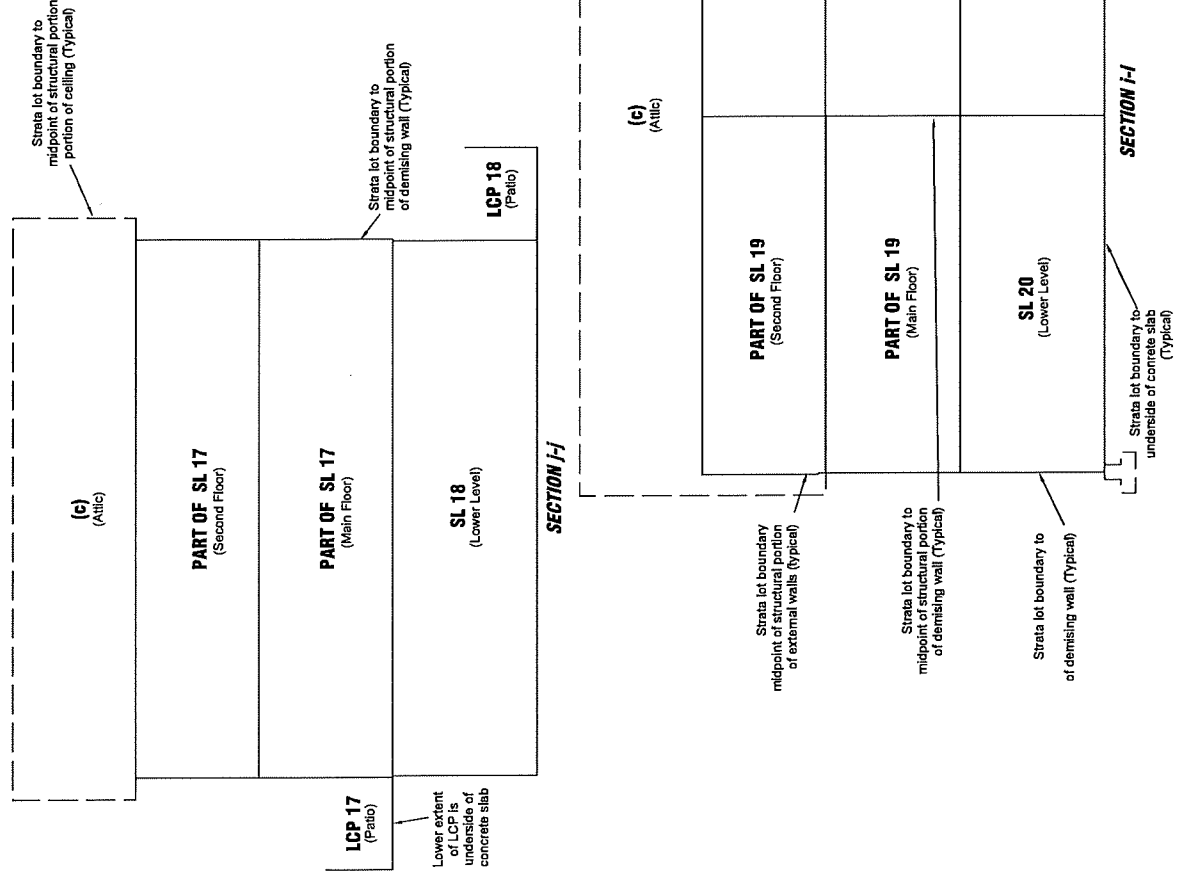 Strata lot boundary to
midpoint of structural portion
portion of ceiling (Typical)
(c)
(Attic)
PART OF SL 17
(Second Floor)
PART OF SL 17
(Main Floor)
SL 18
(Lower Level)
LCP 17
(Patio)
LCP 18
(Patio)
Strata lot boundary to
midpoint of structural portion
of demising wall (Typical)
Lower extent
of LCP is
underside of
concrete slab
SECTION j-j
(c)
(Attic)
PART OF SL 19
(Second Floor)
PART OF SL 19
(Main Floor)
SL 20
(Lower Level)
Strata lot boundary
midpoint of structural portion
of external walls (typical)
Strata lot boundary to
midpoint of structural portion
of demising wall (Typical)
Strata lot boundary to
of demising wall (Typical)
Strata lot boundary to
underside of conrete slab
(Typical)
SECTION i-i